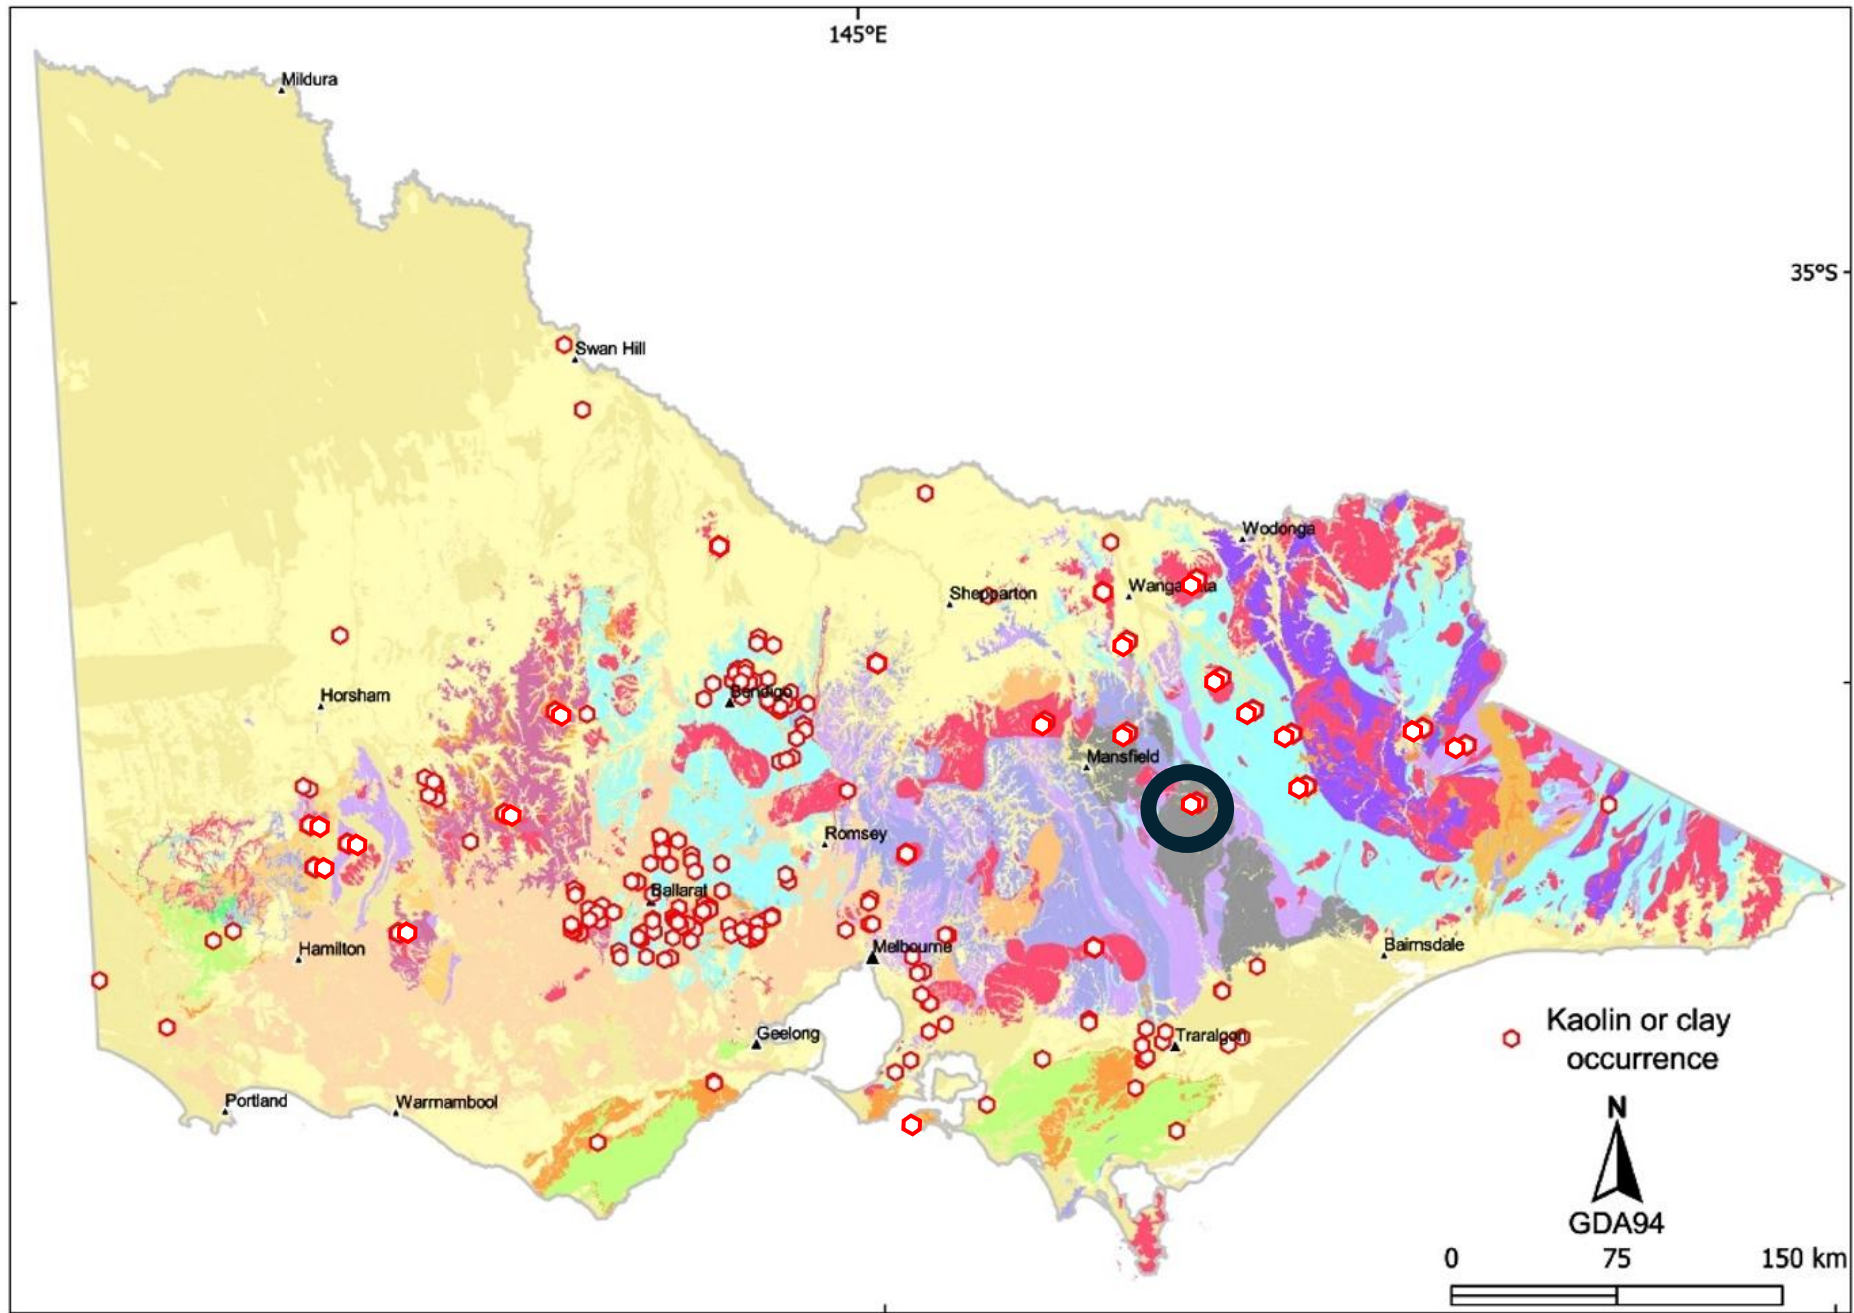 145°E
Mildura
35°S
Swan Hill
Wodonga
Shepparton
Horsham
Bendigo
Mansfield
Romsey
Ballarat
Hamilton
Melbourne
Bairnsdale
Kaolin or clay
occurrence
Geelong
Traralgon
Portland
Warrnambool
N
GDA94
0 75 150 km